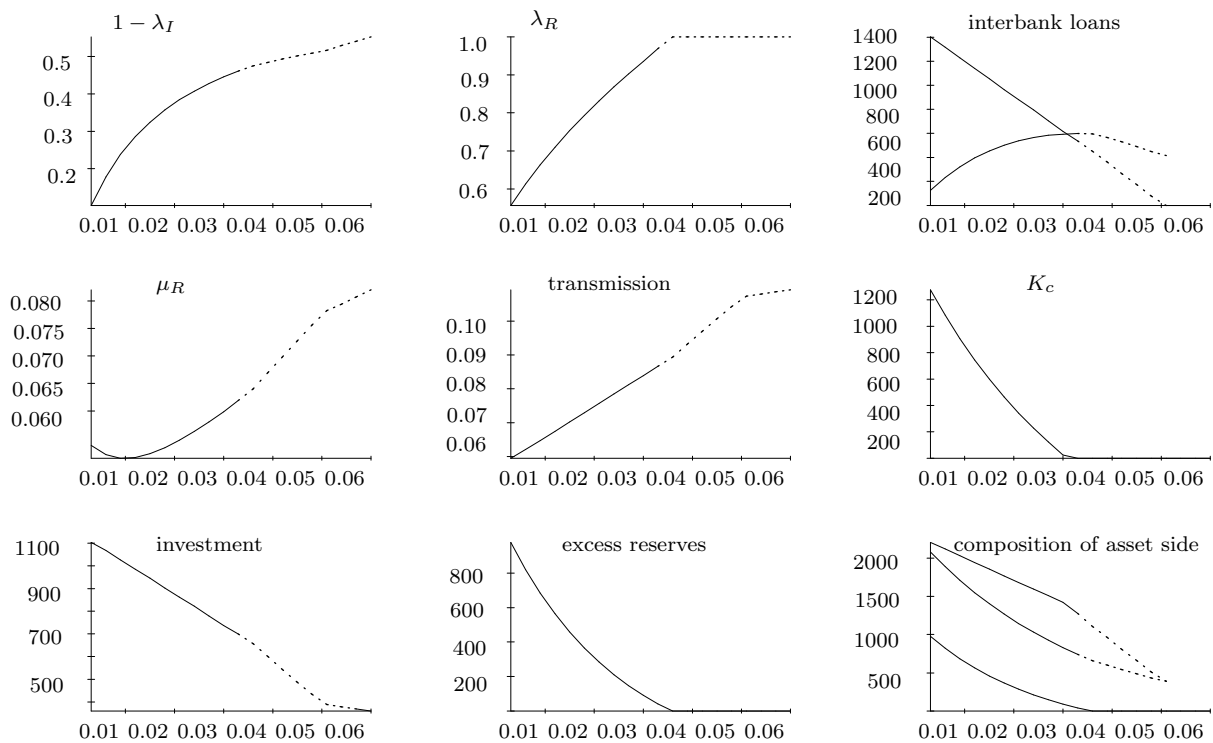 1 − λ_I
0.5
0.4
0.3
0.2
0.01 0.02 0.03 0.04 0.05 0.06
λ_R
1.0
0.9
0.8
0.7
0.6
0.01 0.02 0.03 0.04 0.05 0.06
interbank loans
1400
1200
1000
800
600
400
200
0.01 0.02 0.03 0.04 0.05 0.06
μ_R
0.080
0.075
0.070
0.065
0.060
0.01 0.02 0.03 0.04 0.05 0.06
transmission
0.10
0.09
0.08
0.07
0.06
0.01 0.02 0.03 0.04 0.05 0.06
K_c
1200
1000
800
600
400
200
0.01 0.02 0.03 0.04 0.05 0.06
investment
1100
900
700
500
0.01 0.02 0.03 0.04 0.05 0.06
excess reserves
800
600
400
200
0.01 0.02 0.03 0.04 0.05 0.06
composition of asset side
2000
1500
1000
500
0.01 0.02 0.03 0.04 0.05 0.06